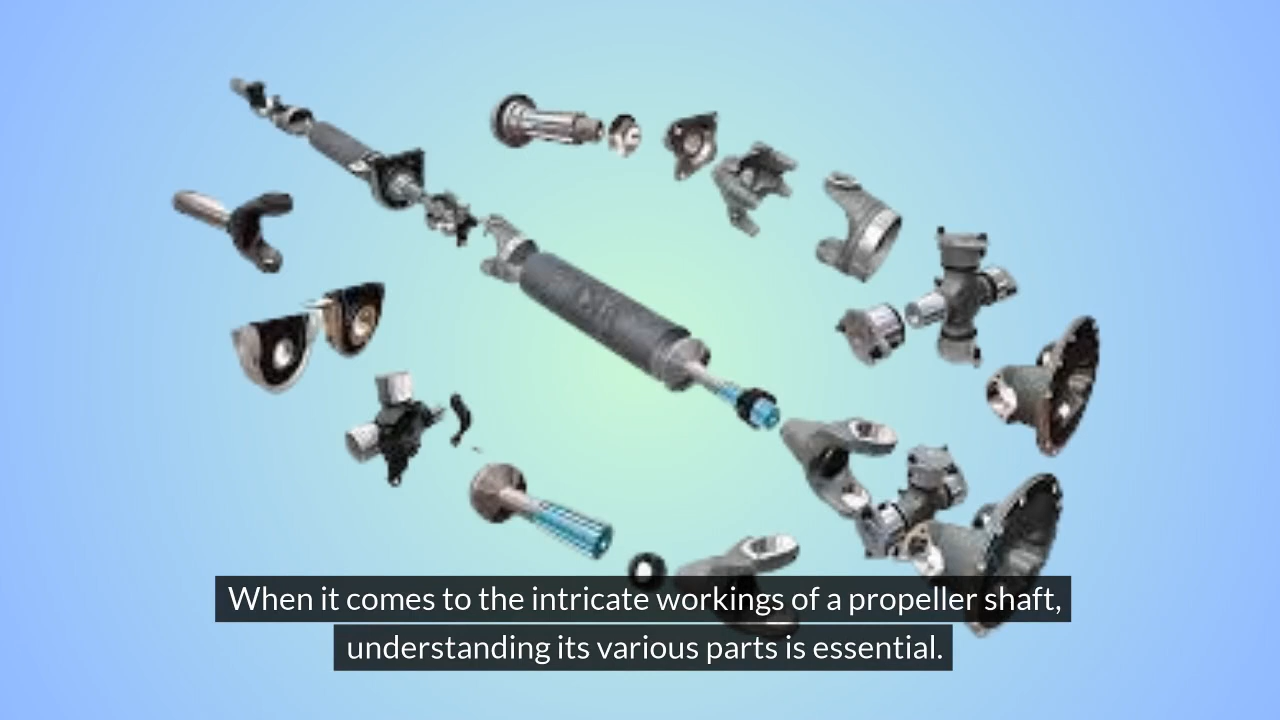 When it comes to the intricate workings of a propeller shaft,
understanding its various parts is essential.